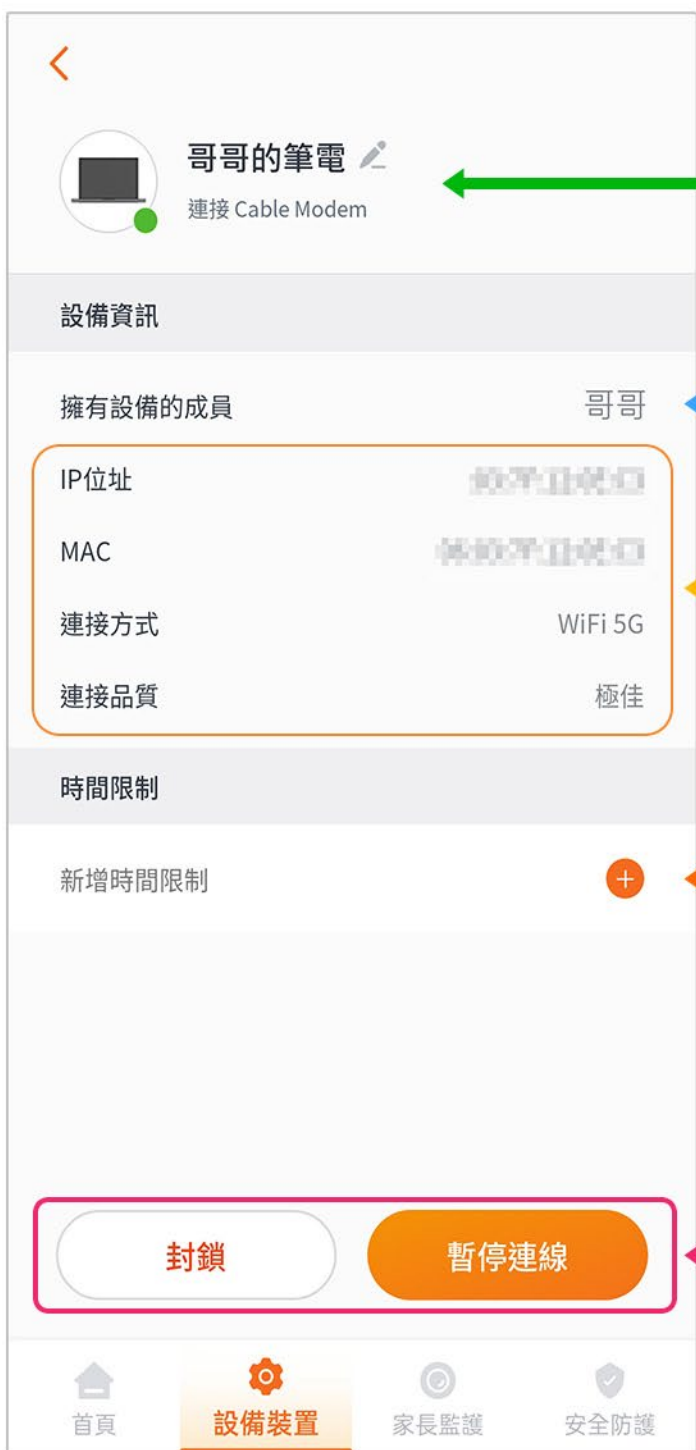 哥哥的筆電
連接 Cable Modem
設備資訊
擁有設備的成員 哥哥
IP位址
MAC
連接方式 WiFi 5G
連接品質 極佳
時間限制
新增時間限制
封鎖 暫停連線
首頁 設備裝置 家長監護 安全防護